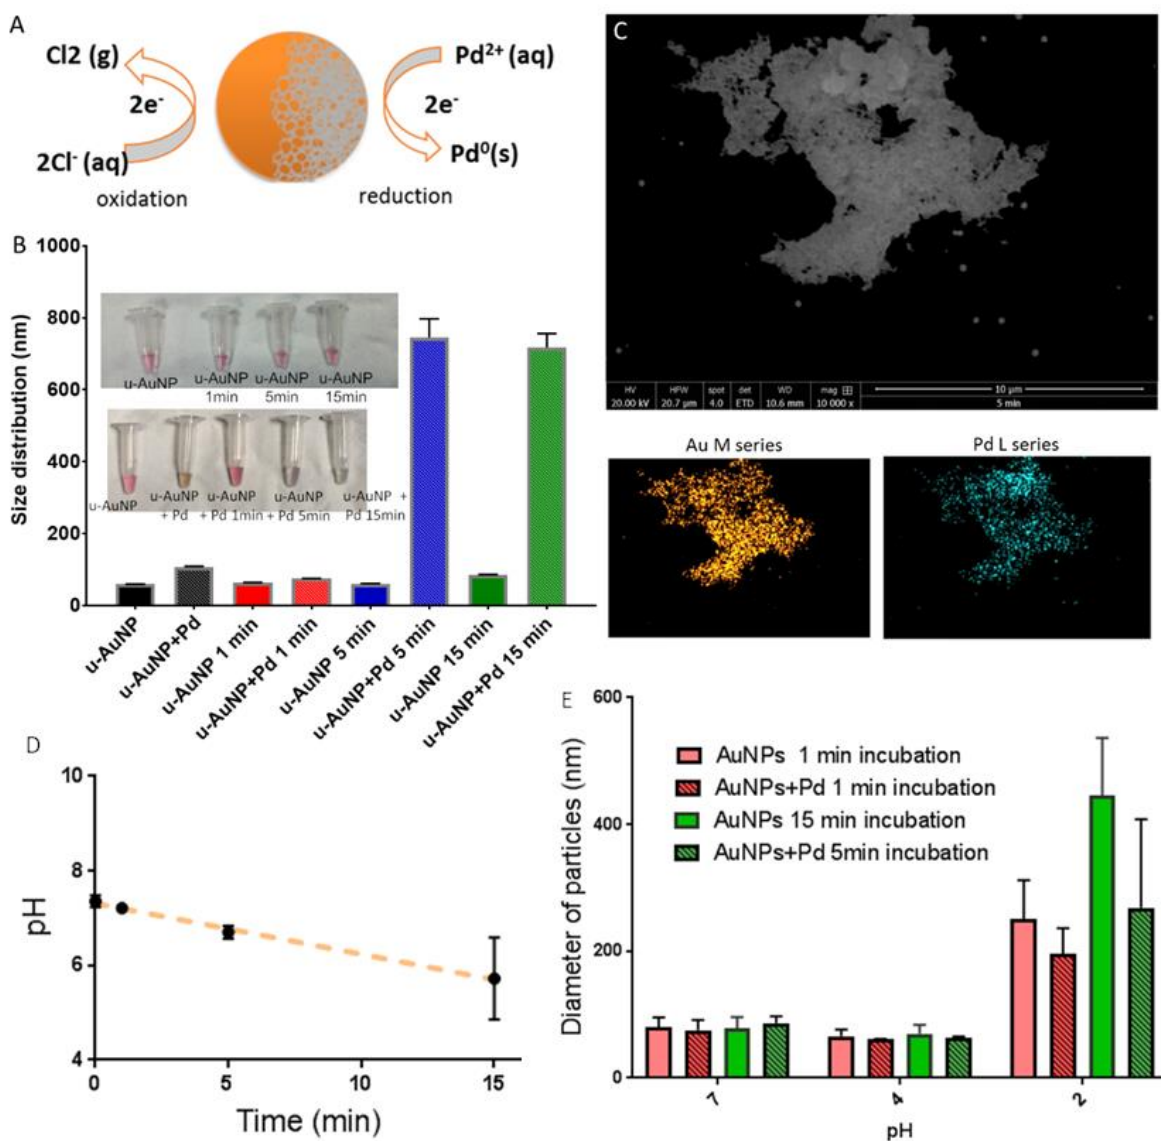 A
Cl2 (g)
2e-
2Cl- (aq)
oxidation
Pd2+ (aq)
2e-
Pd0(s)
reduction
B
Size distribution (nm)
1000
800
600
400
200
0
u-AuNP
u-AuNP
1min
u-AuNP
5min
u-AuNP
15min
u-AuNP
u-AuNP
+ Pd
u-AuNP
+ Pd 1min
u-AuNP
+ Pd 5min
u-AuNP +
Pd 15min
u-AuNP
u-AuNP+Pd
u-AuNP 1 min
u-AuNP+Pd 1 min
u-AuNP 5 min
u-AuNP+Pd 5 min
u-AuNP 15 min
u-AuNP+Pd 15 min
C
HV HFW spot det WD mag
20.00 kV 20.7 µm 4.0 ETD 10.6 mm 10 000 x
10 µm
5 min
Au M series
Pd L series
D
pH
10
8
6
4
0 5 10 15
Time (min)
E
Diameter of particles (nm)
600
400
200
0
AuNPs 1 min incubation
AuNPs+Pd 1 min incubation
AuNPs 15 min incubation
AuNPs+Pd 5min incubation
7 4 2
pH